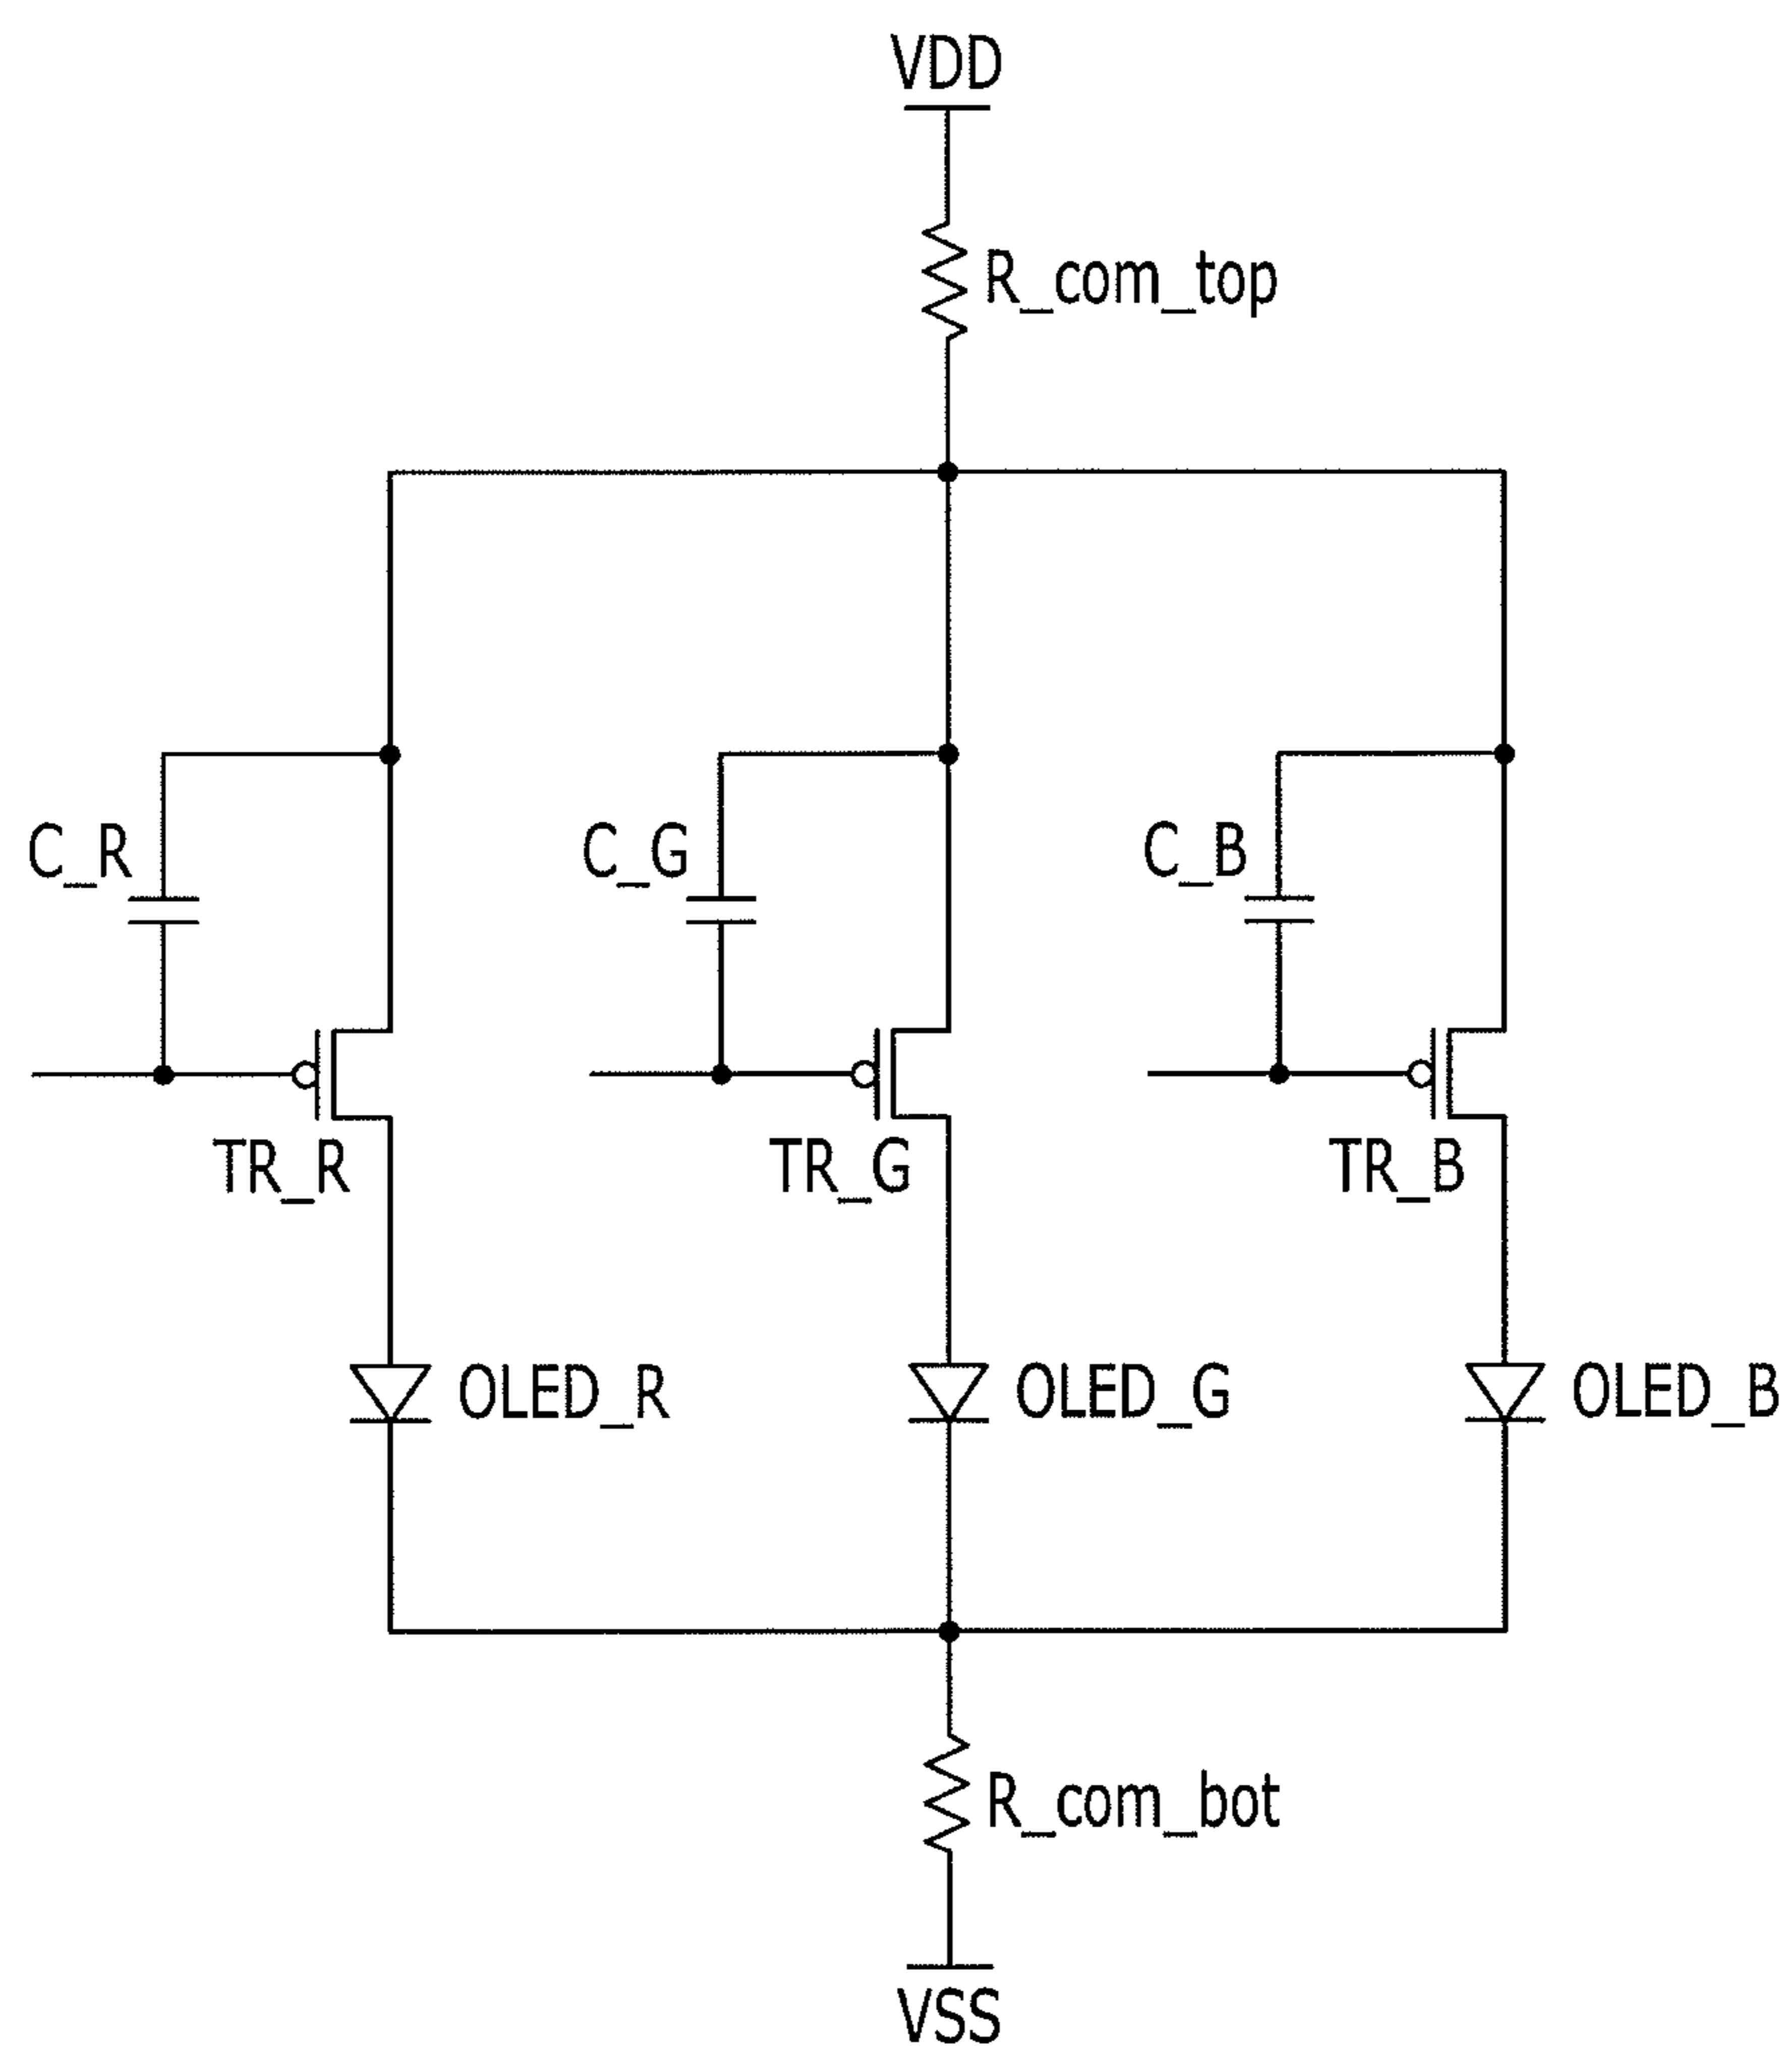 VDD
R_com_top
C_R
C_G
C_B
TR_R
TR_G
TR_B
OLED_R
OLED_G
OLED_B
R_com_bot
VSS